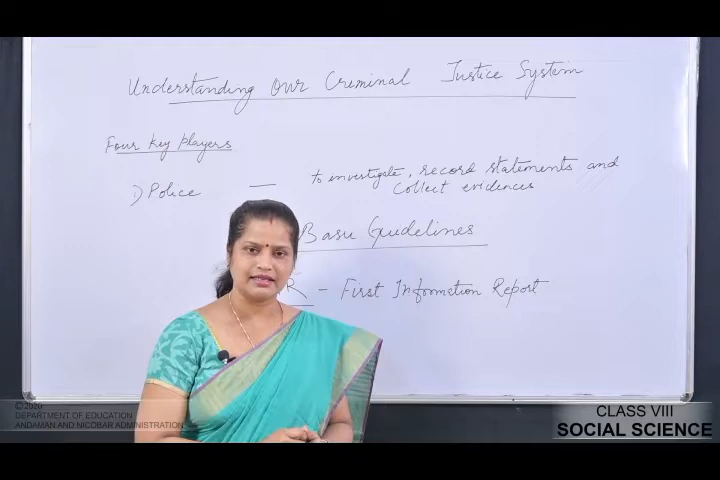 Understanding Our Criminal Justice System
Four key players
1) Police — to investigate, record statements and
collect evidences
Basic Guidelines
R - First Information Report
©2020
DEPARTMENT OF EDUCATION
ANDAMAN AND NICOBAR ADMINISTRATION
CLASS VIII
SOCIAL SCIENCE